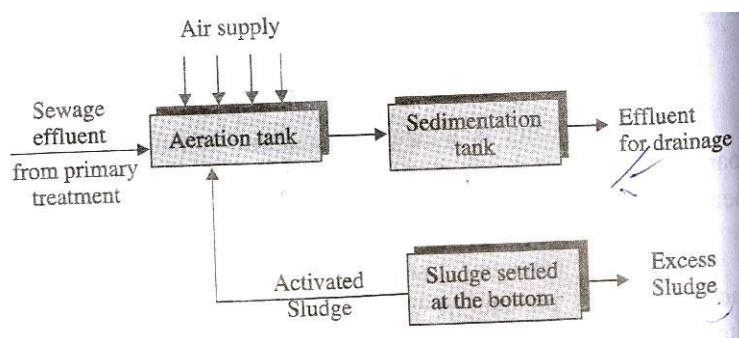 Air supply
Sewage
effluent
from primary
treatment
Aeration tank
Sedimentation
tank
Effluent
for drainage
Activated
Sludge
Sludge settled
at the bottom
Excess
Sludge